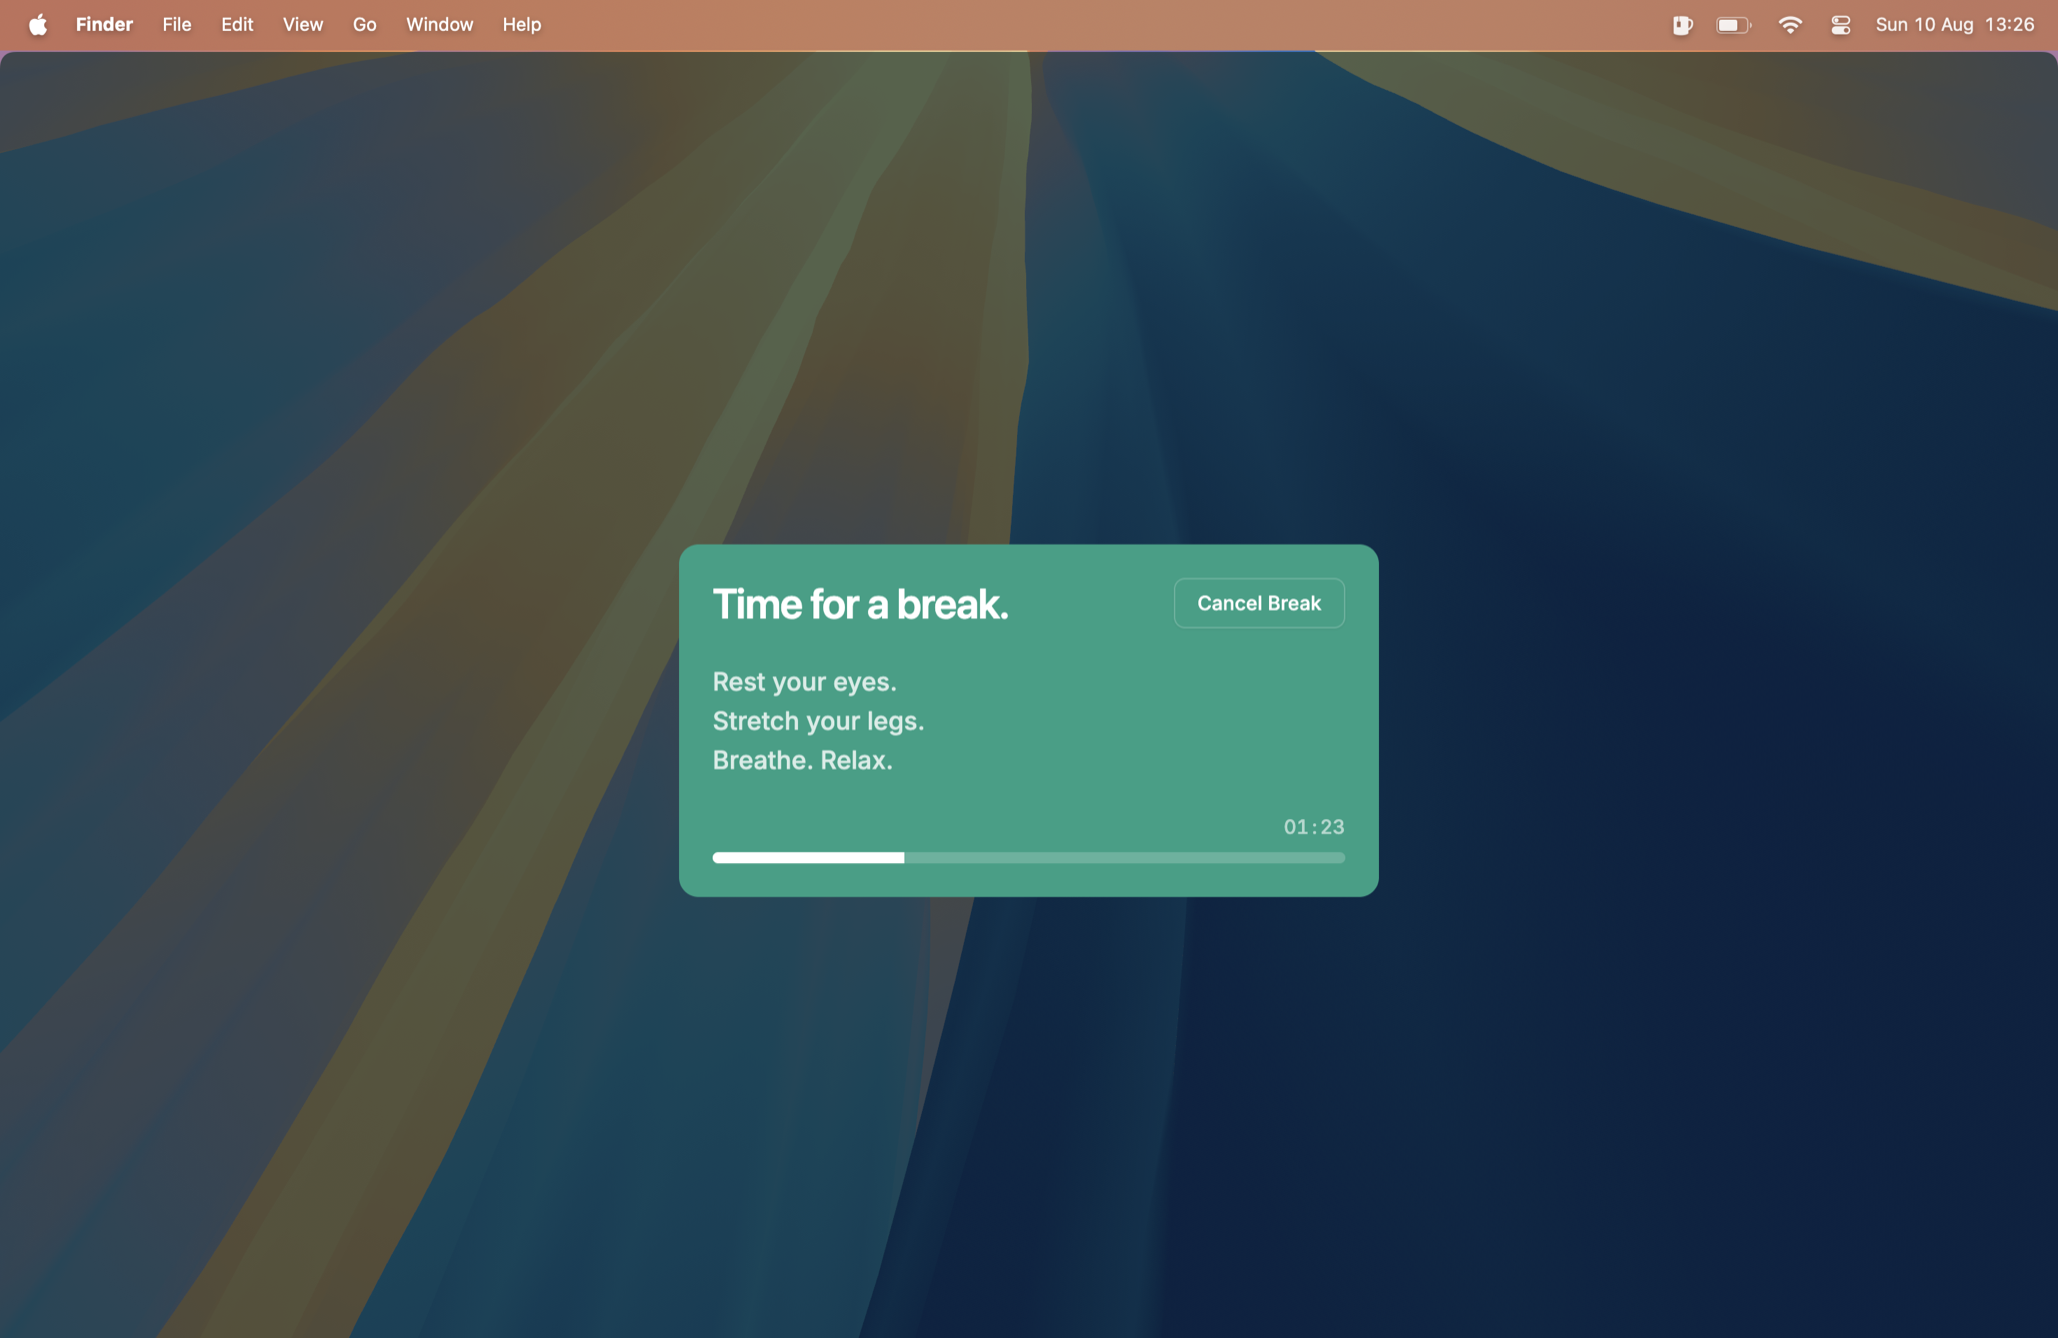 Finder File Edit View Go Window Help Sun 10 Aug 13:26
Time for a break. Cancel Break
Rest your eyes.
Stretch your legs.
Breathe. Relax.
01:23